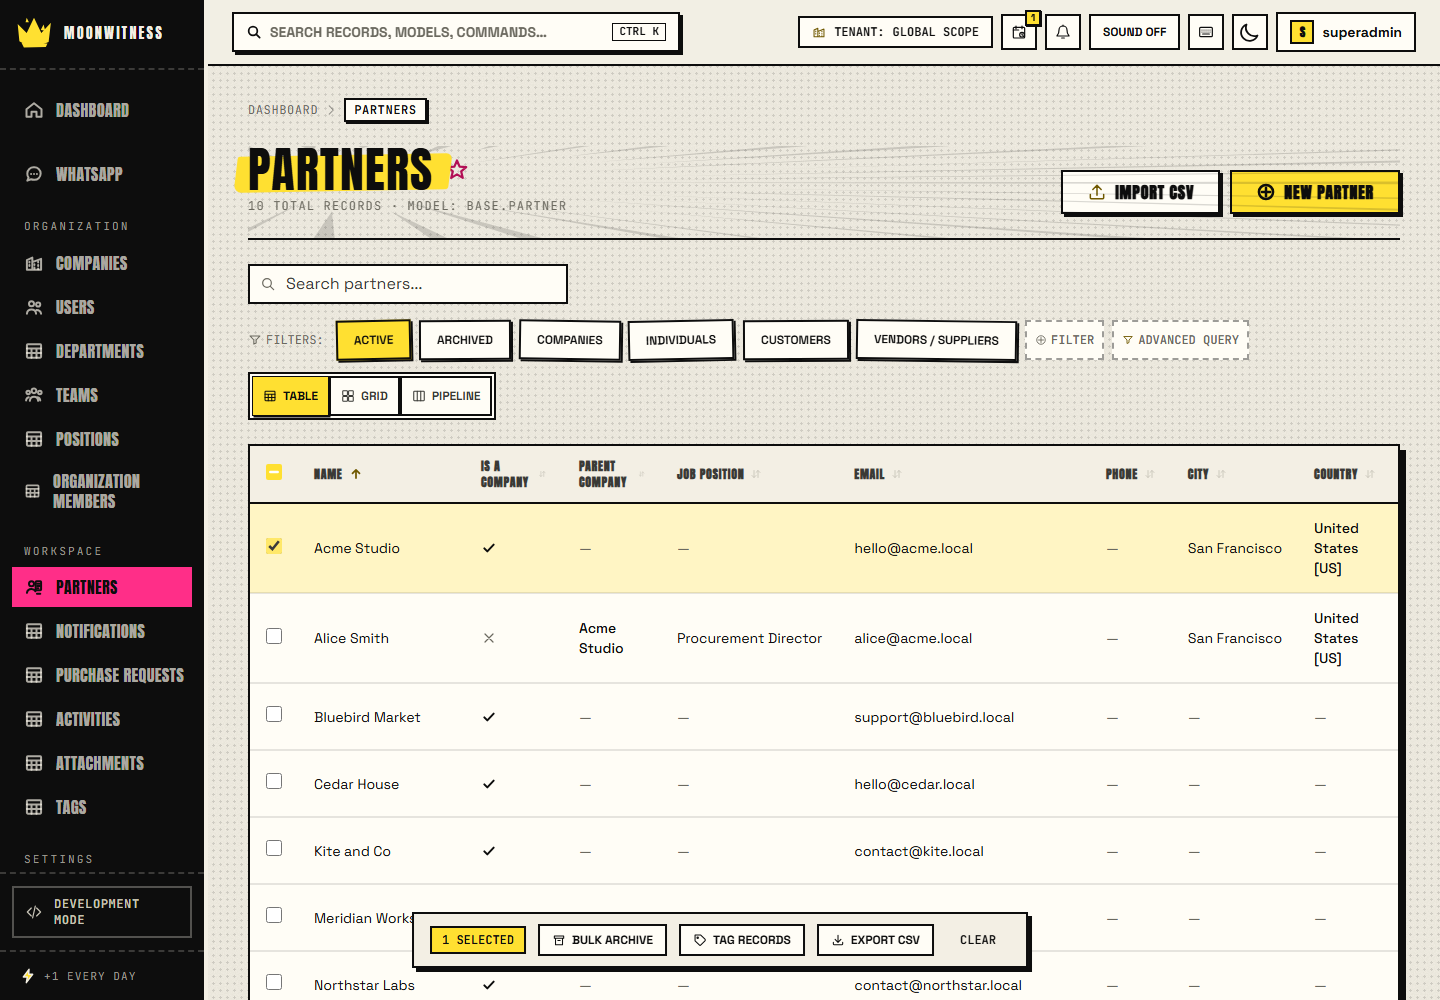 MOONWITNESS
SEARCH RECORDS, MODELS, COMMANDS...
CTRL K
TENANT: GLOBAL SCOPE
1
SOUND OFF
$ superadmin
DASHBOARD
WHATSAPP
ORGANIZATION
COMPANIES
USERS
DEPARTMENTS
TEAMS
POSITIONS
ORGANIZATION
MEMBERS
WORKSPACE
PARTNERS
NOTIFICATIONS
PURCHASE REQUESTS
ACTIVITIES
ATTACHMENTS
TAGS
SETTINGS
DEVELOPMENT
MODE
+1 EVERY DAY
DASHBOARD > PARTNERS
PARTNERS
10 TOTAL RECORDS · MODEL: BASE.PARTNER
IMPORT CSV
NEW PARTNER
Search partners...
FILTERS: ACTIVE ARCHIVED COMPANIES INDIVIDUALS CUSTOMERS VENDORS / SUPPLIERS FILTER ADVANCED QUERY
TABLE GRID PIPELINE
NAME IS A COMPANY PARENT COMPANY JOB POSITION EMAIL PHONE CITY COUNTRY
Acme Studio — — hello@acme.local — San Francisco United States [US]
Alice Smith Acme Studio Procurement Director alice@acme.local — San Francisco United States [US]
Bluebird Market — — support@bluebird.local — — —
Cedar House — — hello@cedar.local — — —
Kite and Co — — contact@kite.local — — —
Meridian Works — — —
1 SELECTED BULK ARCHIVE TAG RECORDS EXPORT CSV CLEAR
Northstar Labs — — contact@northstar.local — — —